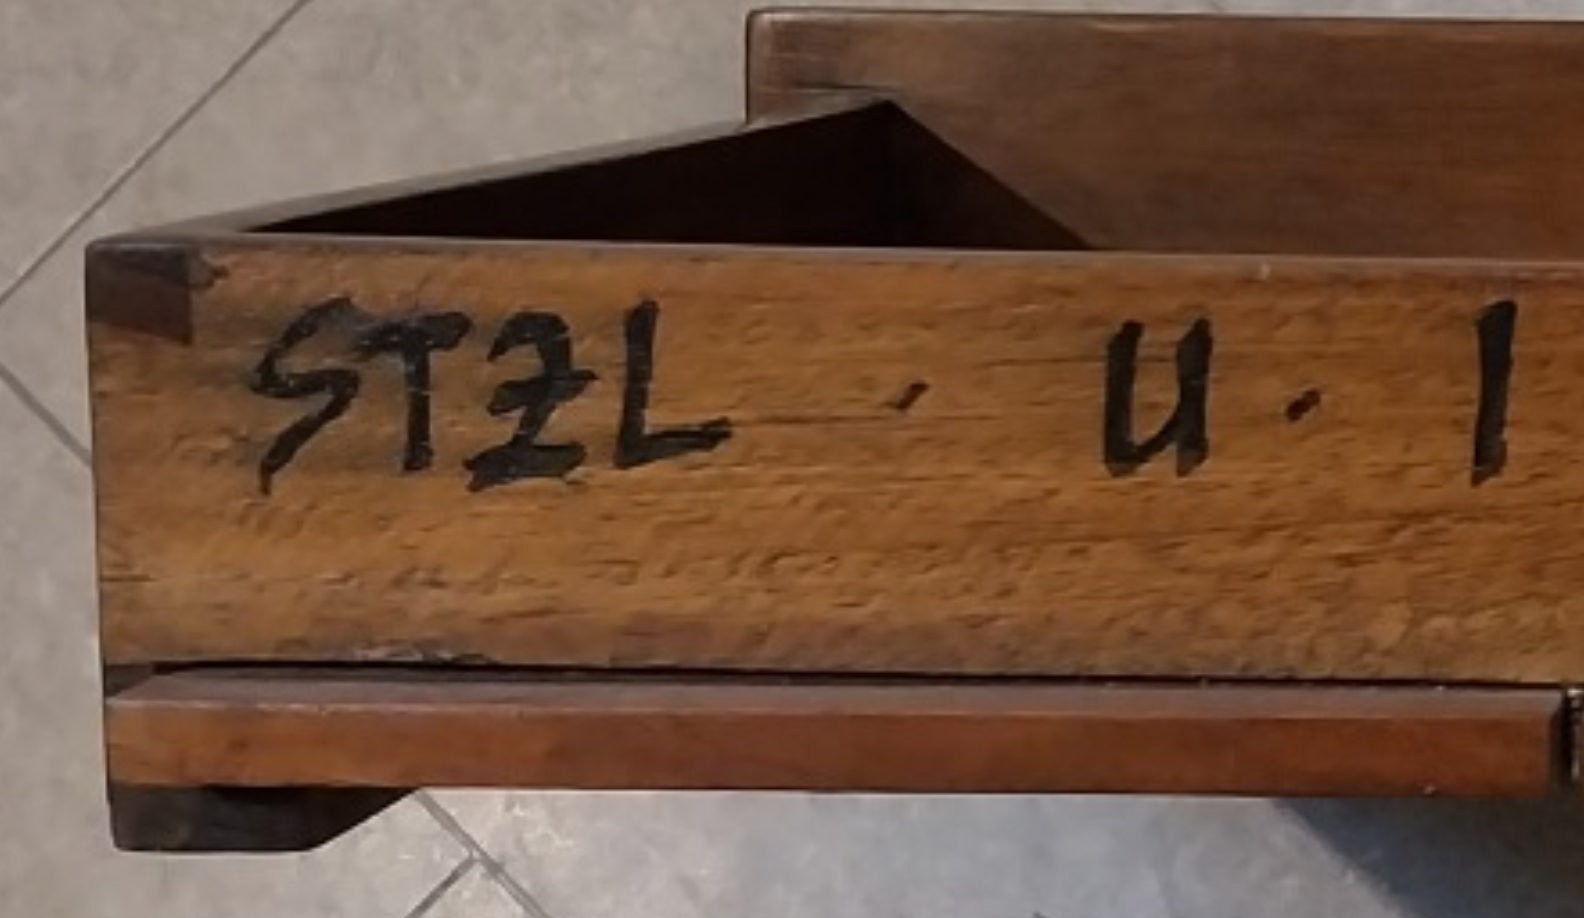 STZL · U · I